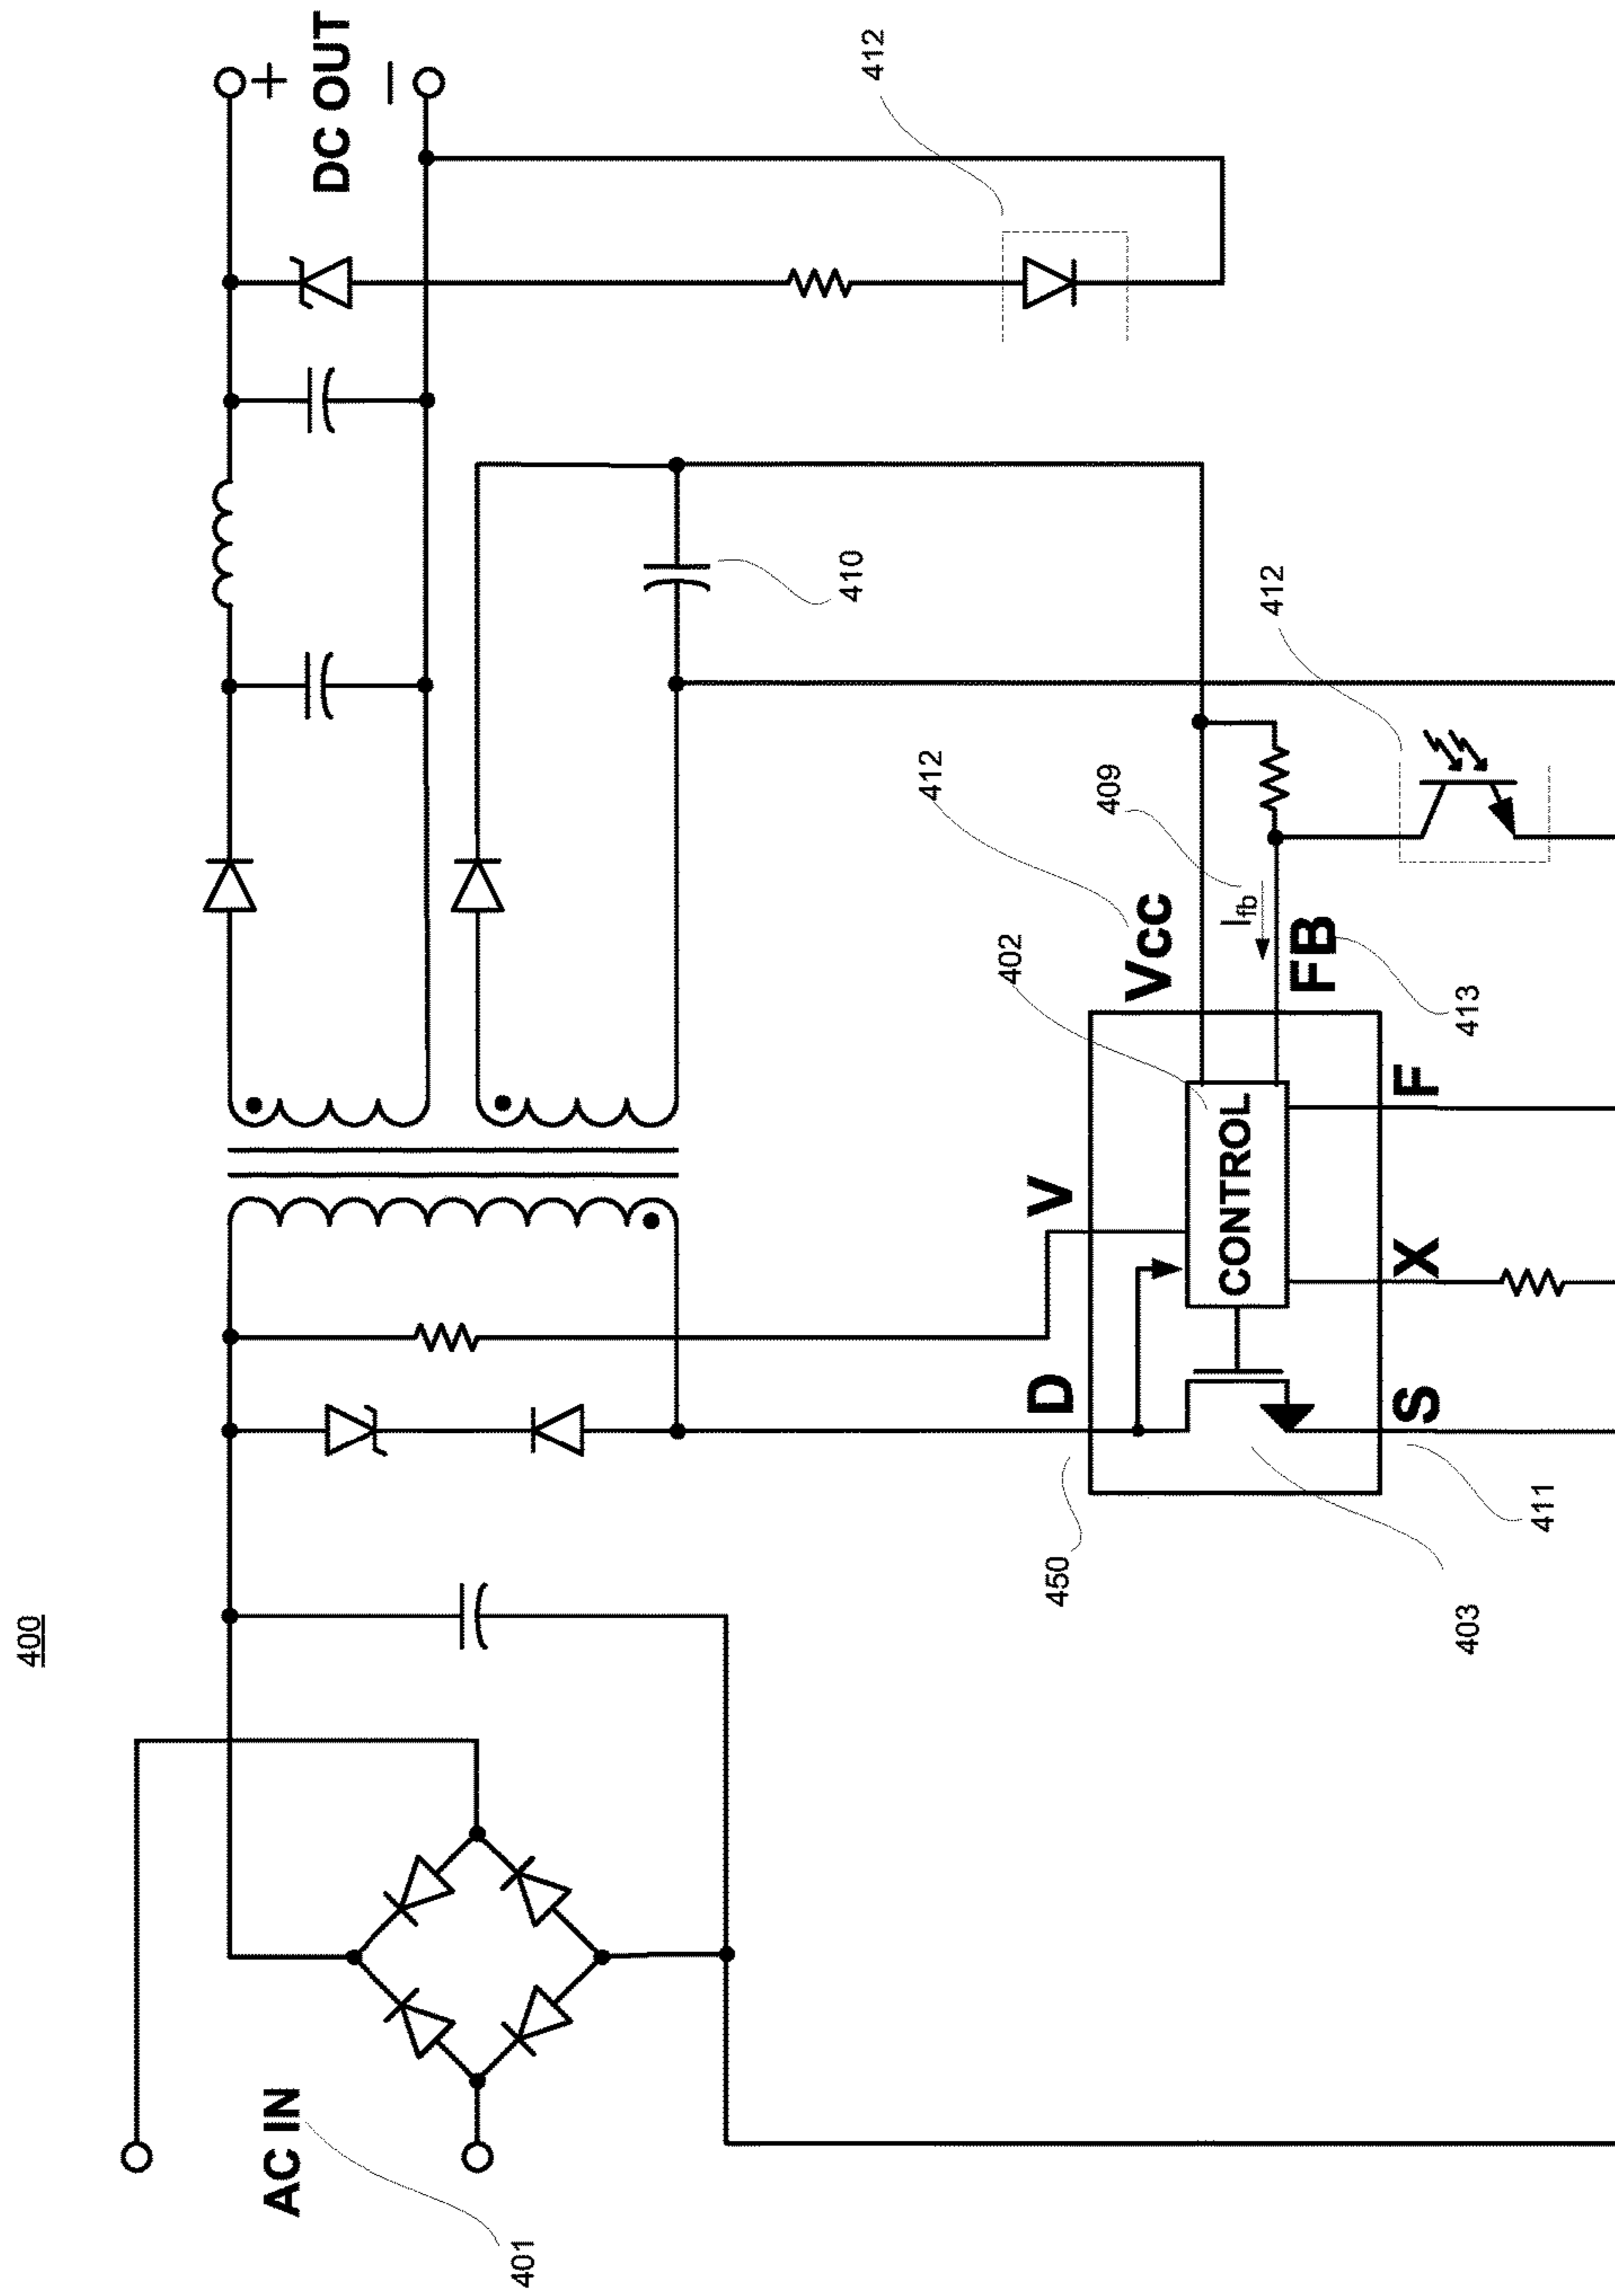 400
AC IN
401
+
DC OUT
−
412
410
412
412
409
Ifb
Vcc
402
FB
413
V
D
CONTROL
F
X
S
450
403
411